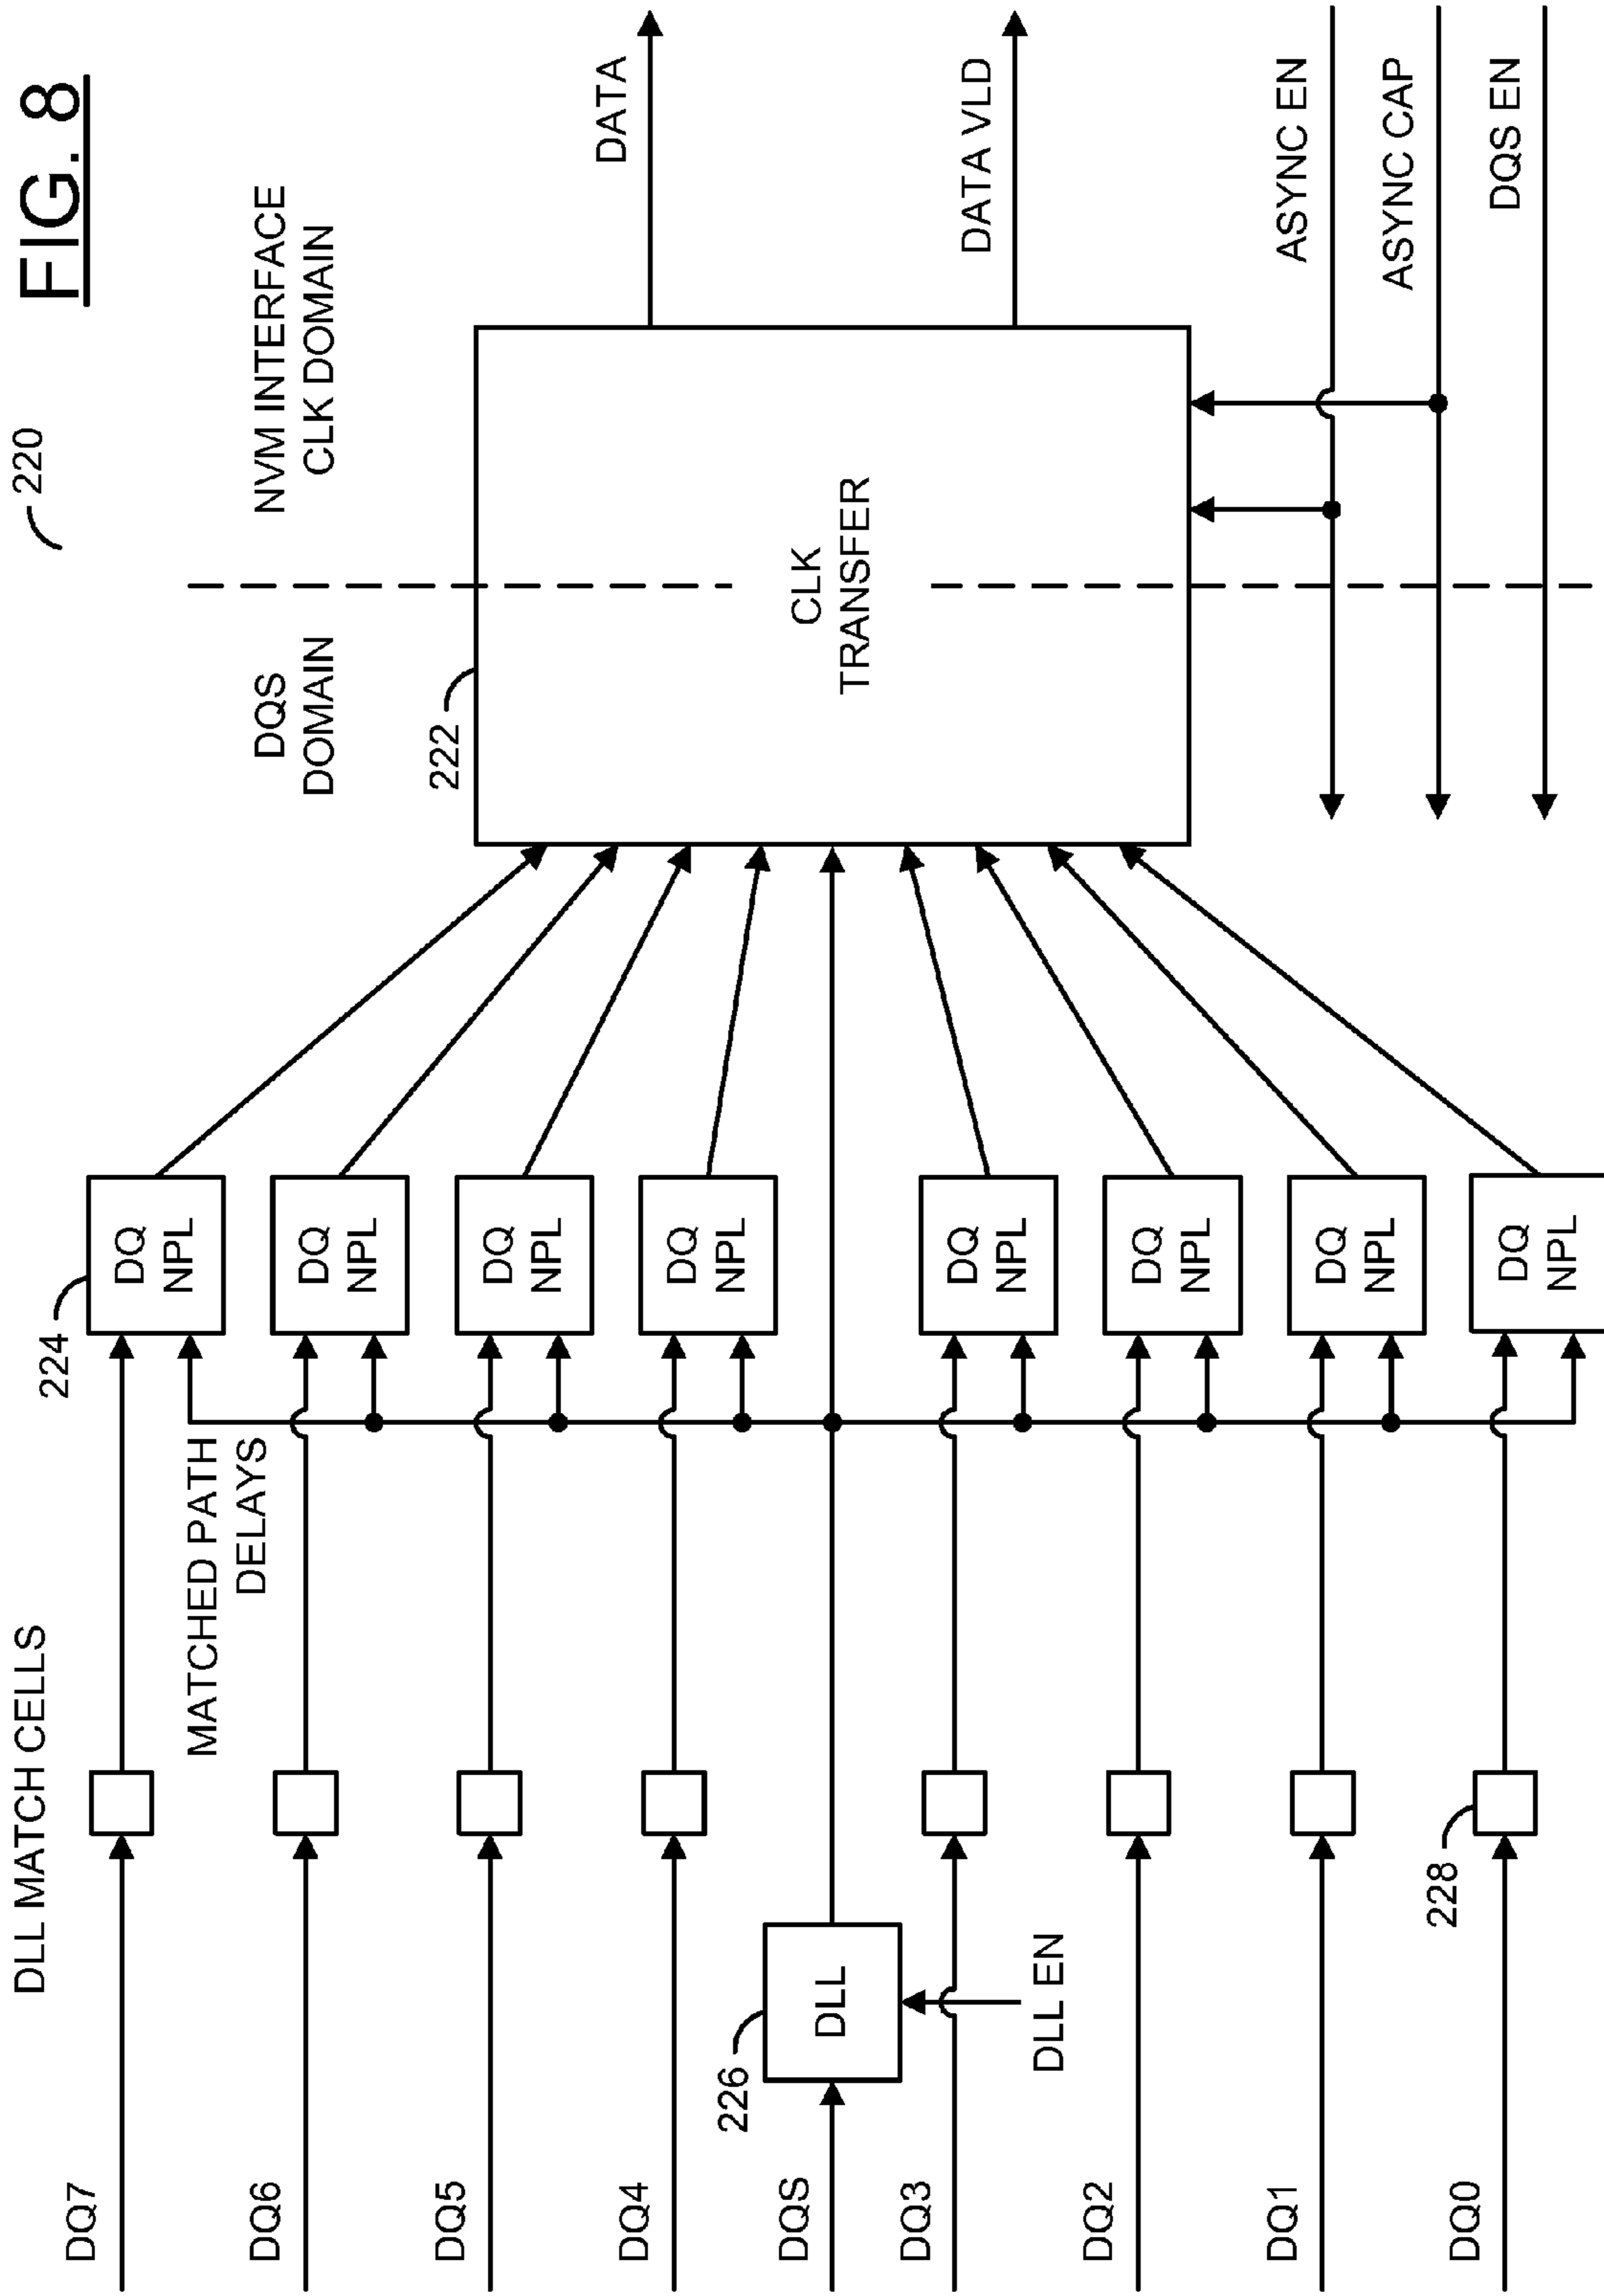 FIG. 8
220
DLL MATCH CELLS
MATCHED PATH
DELAYS
DQS
DOMAIN
NVM INTERFACE
CLK DOMAIN
224
222
226
228
DQ7
DQ6
DQ5
DQ4
DQS
DQ3
DQ2
DQ1
DQ0
DLL
DLL EN
DQ
NPL
DQ
NPL
DQ
NPL
DQ
NPL
DQ
NPL
DQ
NPL
DQ
NPL
DQ
NPL
CLK
TRANSFER
DATA
DATA VLD
ASYNC EN
ASYNC CAP
DQS EN